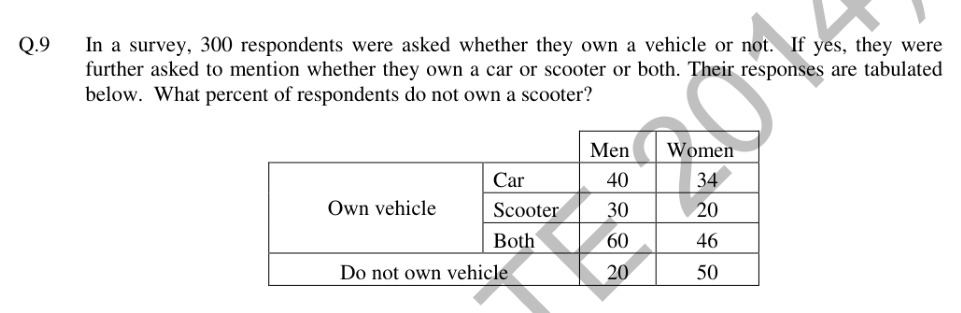 Q.9 In a survey, 300 respondents were asked whether they own a vehicle or not. If yes, they were
further asked to mention whether they own a car or scooter or both. Their responses are tabulated
below. What percent of respondents do not own a scooter?
Men Women
Car 40 34
Own vehicle Scooter 30 20
Both 60 46
Do not own vehicle 20 50
TE 2014